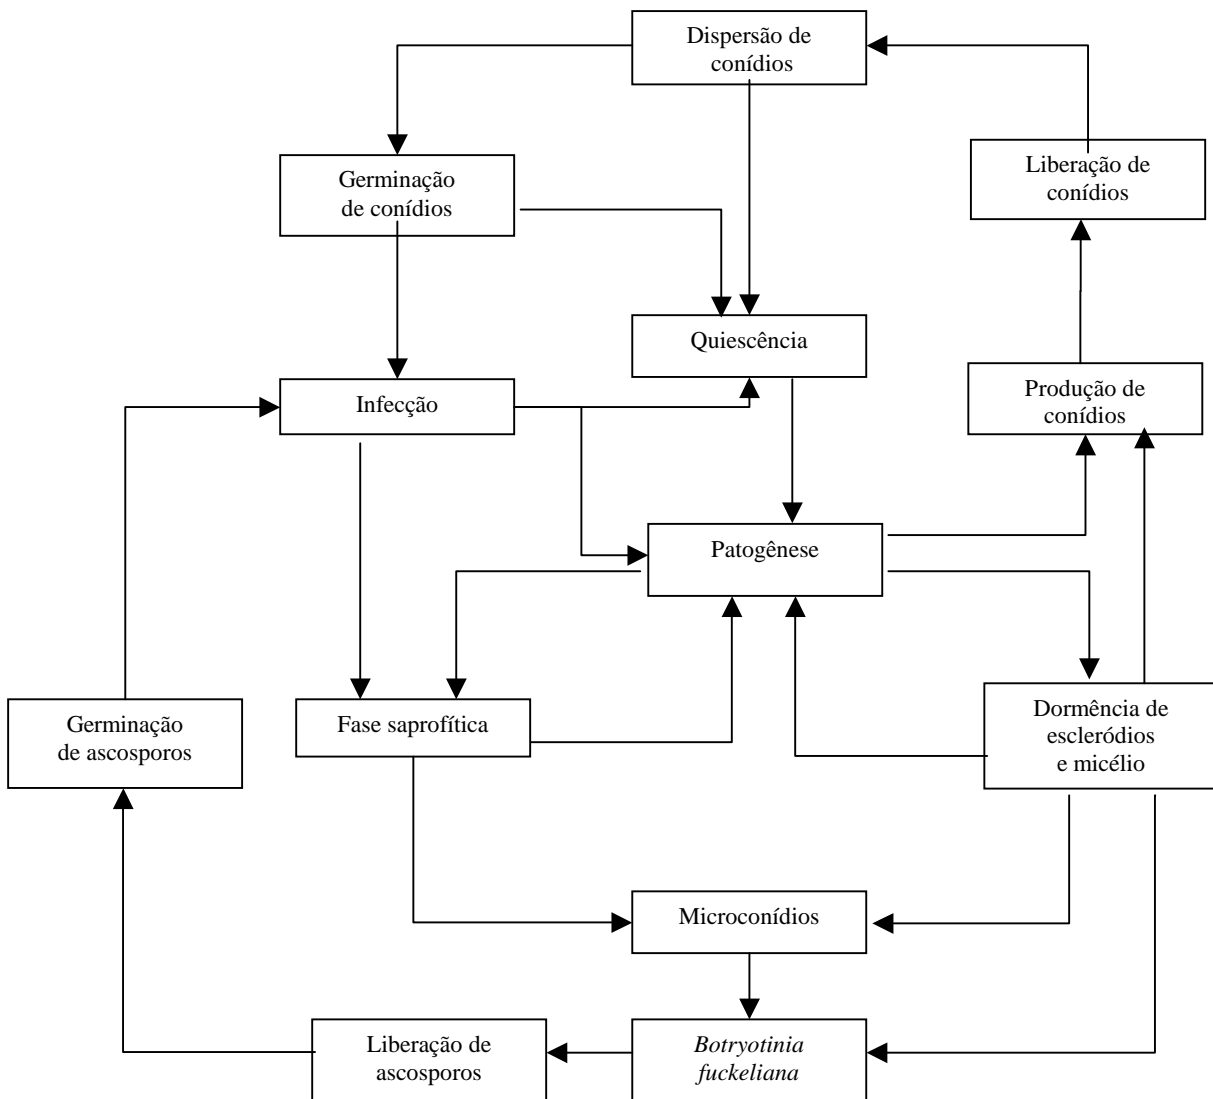 Dispersão de
conídios
Liberação de
conídios
Germinação
de conídios
Quiescência
Infecção
Produção de
conídios
Patogênese
Germinação
de ascosporos
Fase saprofítica
Dormência de
escleródios
e micélio
Microconídios
Liberação de
ascosporos
Botryotinia
fuckeliana